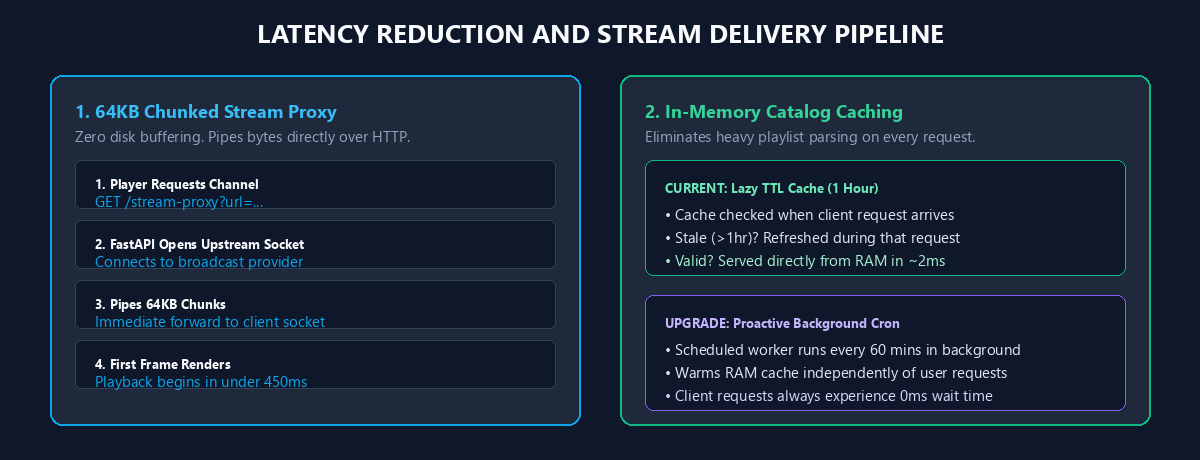 LATENCY REDUCTION AND STREAM DELIVERY PIPELINE
1. 64KB Chunked Stream Proxy
Zero disk buffering. Pipes bytes directly over HTTP.
1. Player Requests Channel
GET /stream-proxy?url=...
2. FastAPI Opens Upstream Socket
Connects to broadcast provider
3. Pipes 64KB Chunks
Immediate forward to client socket
4. First Frame Renders
Playback begins in under 450ms
2. In-Memory Catalog Caching
Eliminates heavy playlist parsing on every request.
CURRENT: Lazy TTL Cache (1 Hour)
• Cache checked when client request arrives
• Stale (>1hr)? Refreshed during that request
• Valid? Served directly from RAM in ~2ms
UPGRADE: Proactive Background Cron
• Scheduled worker runs every 60 mins in background
• Warms RAM cache independently of user requests
• Client requests always experience 0ms wait time